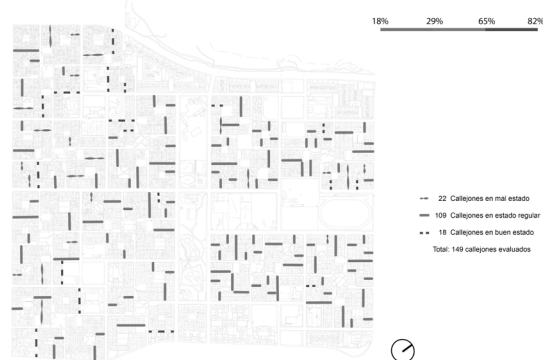 18% 29% 65% 82%
22 Callejones en mal estado
109 Callejones en estado regular
18 Callejones en buen estado
Total: 149 callejones evaluados